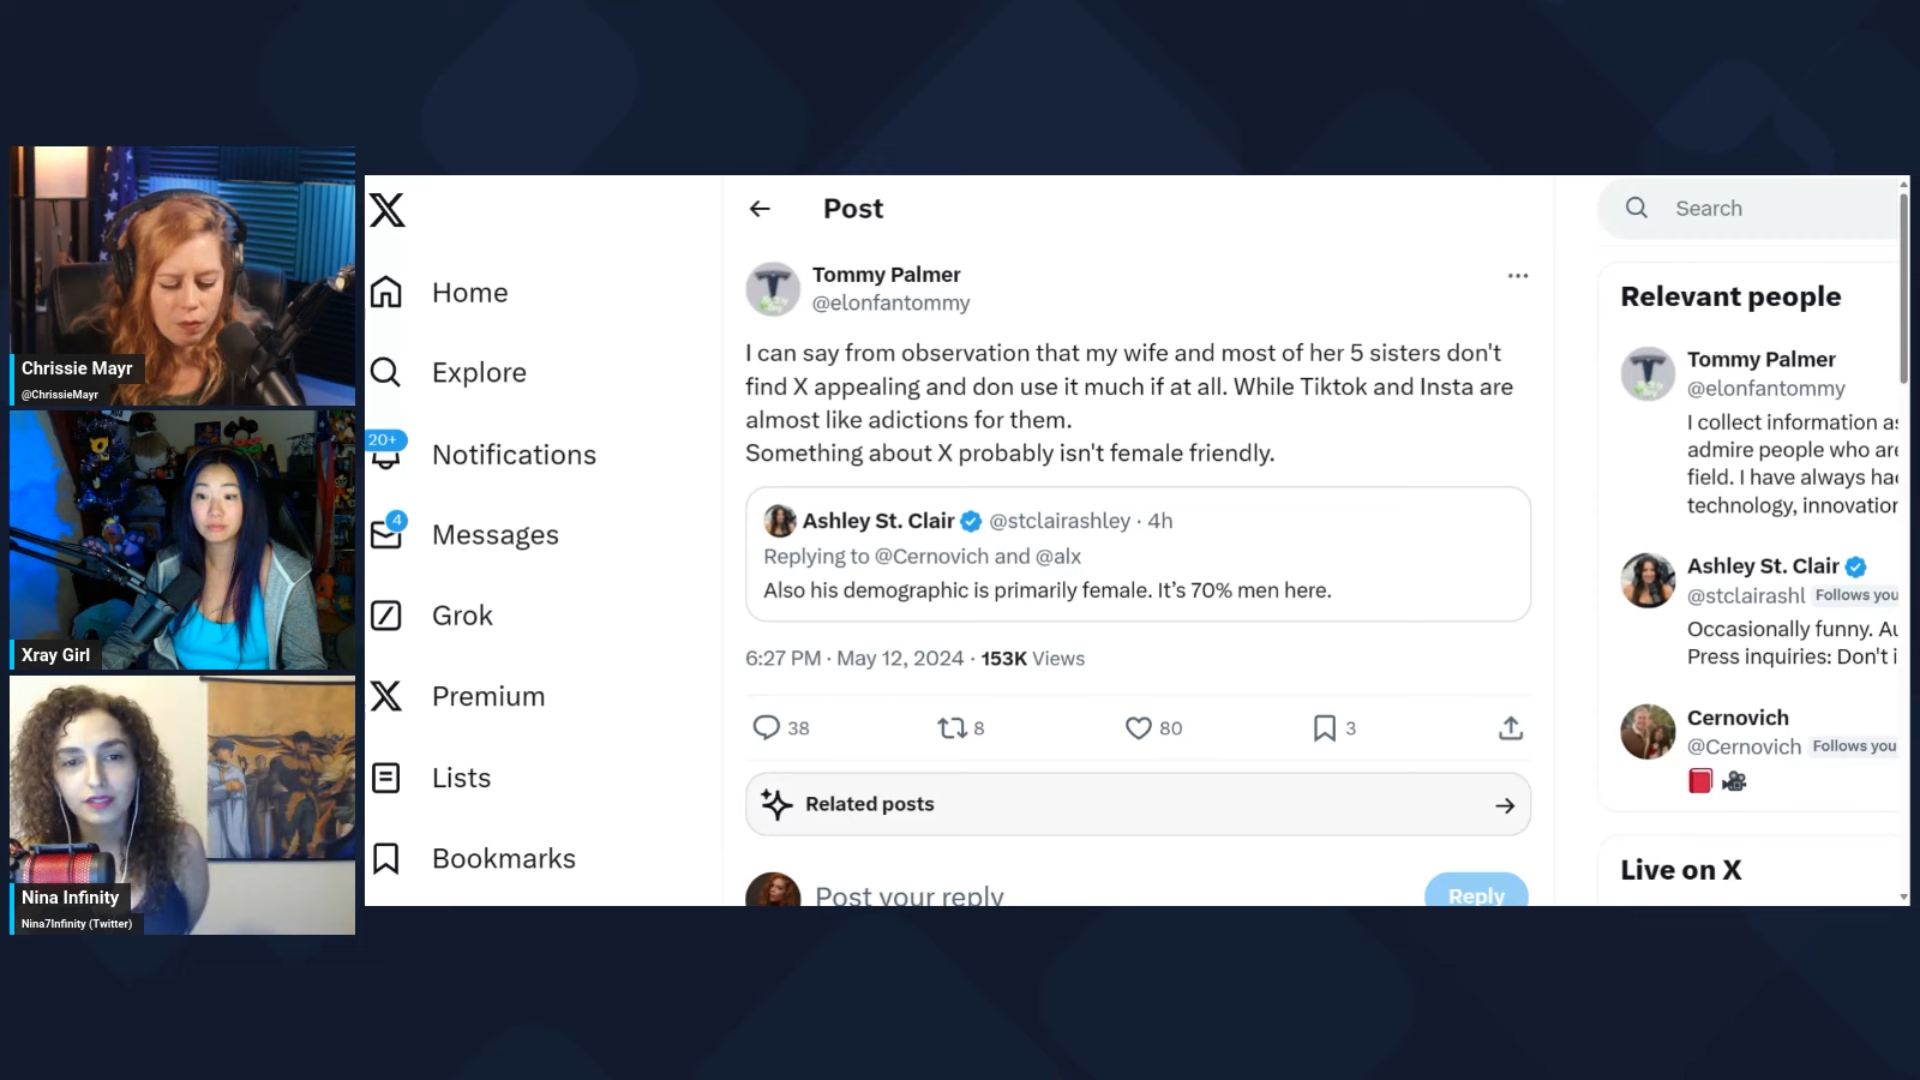 Chrissie Mayr
@ChrissieMayr
Xray Girl
Nina Infinity
Nina7Infinity (Twitter)
Home
Explore
20+
Notifications
4
Messages
Grok
Premium
Lists
Bookmarks
Post
Tommy Palmer
@elonfantommy
I can say from observation that my wife and most of her 5 sisters don't
find X appealing and don use it much if at all. While Tiktok and Insta are
almost like adictions for them.
Something about X probably isn't female friendly.
Ashley St. Clair @stclairashley · 4h
Replying to @Cernovich and @alx
Also his demographic is primarily female. It’s 70% men here.
6:27 PM · May 12, 2024 · 153K Views
38 8 80 3
Related posts
Post your reply
Reply
Search
Relevant people
Tommy Palmer
@elonfantommy
I collect information as
admire people who are
field. I have always ha
technology, innovation
Ashley St. Clair
@stclairashl Follows you
Occasionally funny. Au
Press inquiries: Don't i
Cernovich
@Cernovich Follows you
Live on X